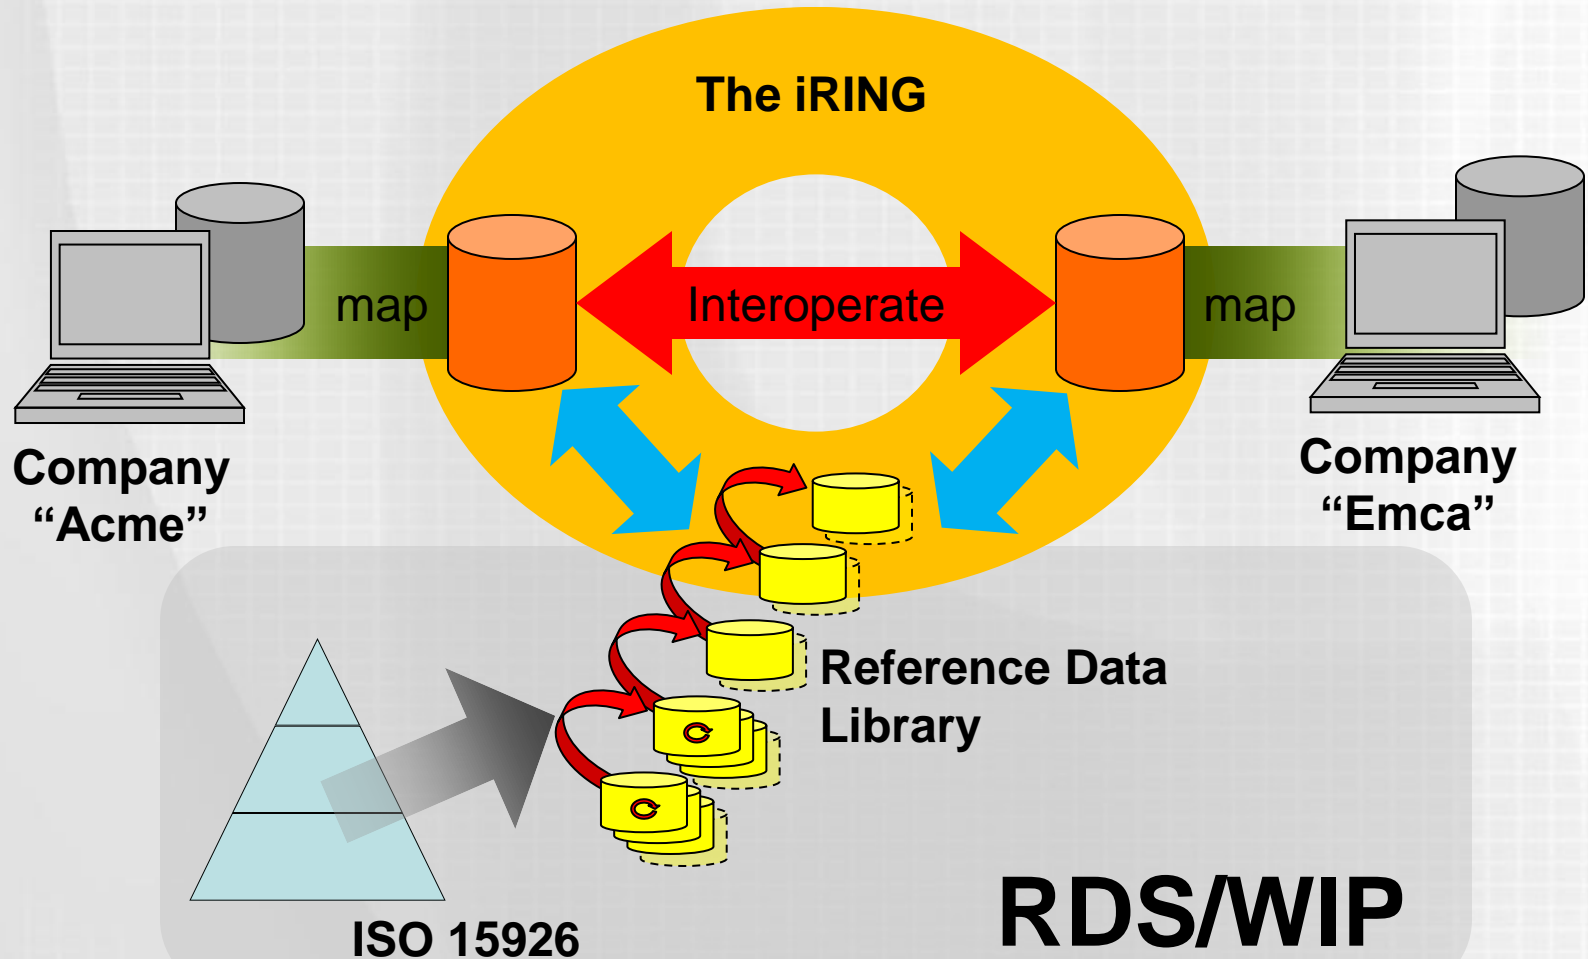 The iRING
map
Interoperate
map
Company
“Acme”
Company
“Emca”
Reference Data
Library
RDS/WIP
ISO 15926